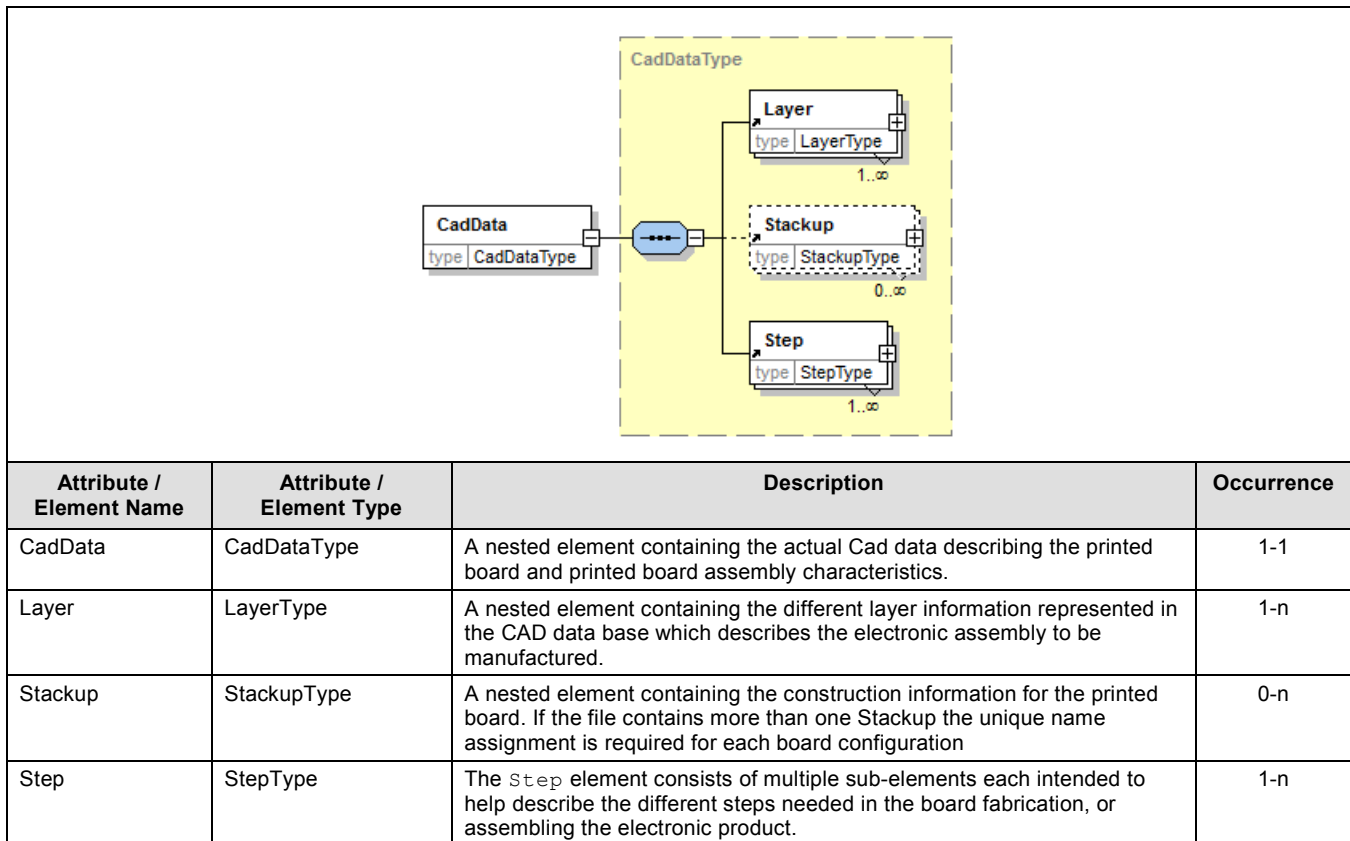 CadDataType
Layer
type LayerType
1..∞
CadData
type CadDataType
Stackup
type StackupType
0..∞
Step
type StepType
1..∞
Attribute / Element Name
Attribute / Element Type
Description
Occurrence
CadData
CadDataType
A nested element containing the actual Cad data describing the printed
board and printed board assembly characteristics.
1-1
Layer
LayerType
A nested element containing the different layer information represented in
the CAD data base which describes the electronic assembly to be
manufactured.
1-n
Stackup
StackupType
A nested element containing the construction information for the printed
board. If the file contains more than one Stackup the unique name
assignment is required for each board configuration
0-n
Step
StepType
The Step element consists of multiple sub-elements each intended to
help describe the different steps needed in the board fabrication, or
assembling the electronic product.
1-n